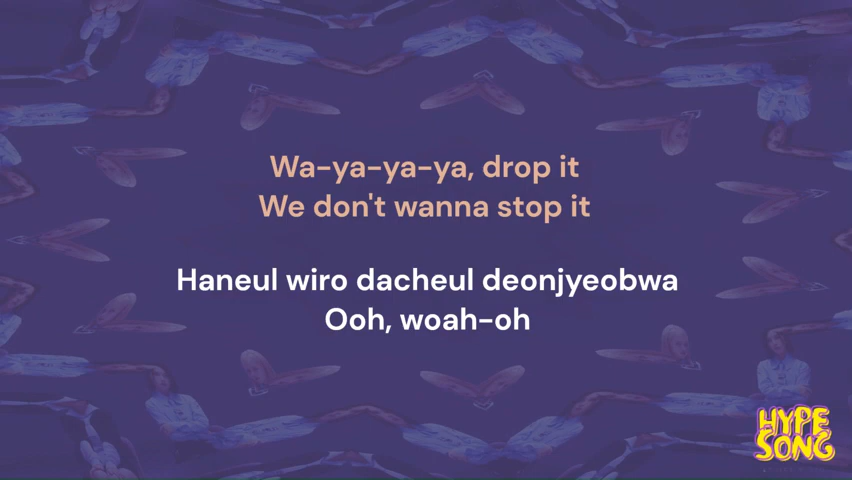 Wa-ya-ya-ya, drop it
We don't wanna stop it
Haneul wiro dacheul deonjyeobwa
Ooh, woah-oh
HYPE
SONG